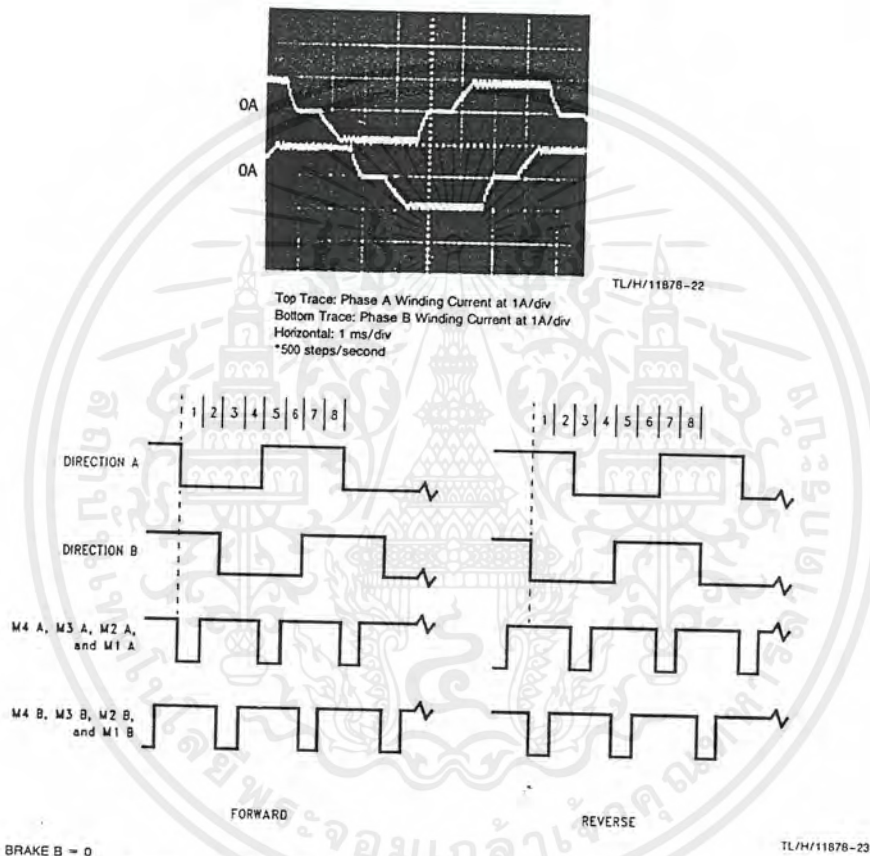 OA
OA
TL/H/11878-22
Top Trace: Phase A Winding Current at 1A/div
Bottom Trace: Phase B Winding Current at 1A/div
Horizontal: 1 ms/div
*500 steps/second
1 2 3 4 5 6 7 8
1 2 3 4 5 6 7 8
DIRECTION A
DIRECTION B
M4 A, M3 A, M2 A,
and M1 A
M4 B, M3 B, M2 B,
and M1 B
FORWARD
REVERSE
BRAKE B = 0
TL/H/11878-23